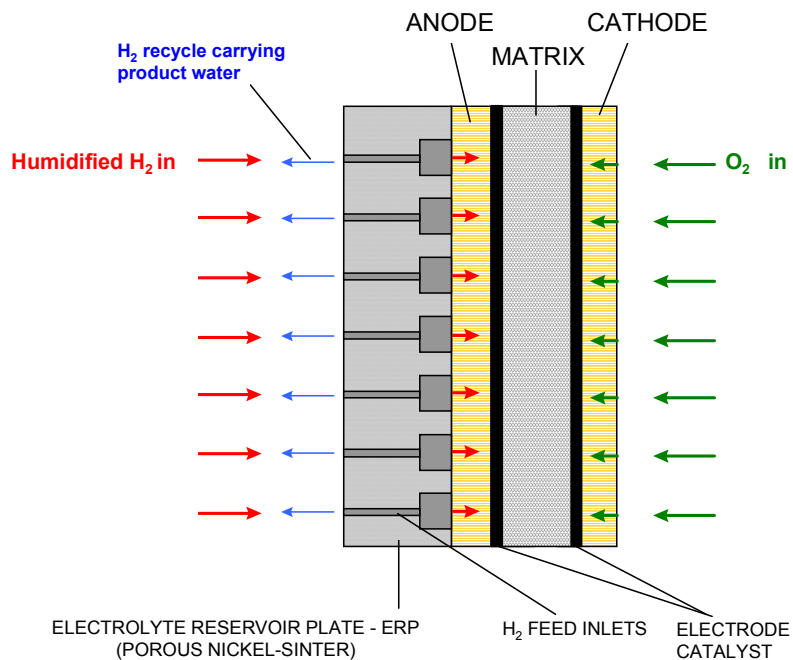 ANODE
CATHODE
MATRIX
H₂ recycle carrying
product water
Humidified H₂ in
O₂ in
ELECTROLYTE RESERVOIR PLATE - ERP
(POROUS NICKEL-SINTER)
H₂ FEED INLETS
ELECTRODE
CATALYST